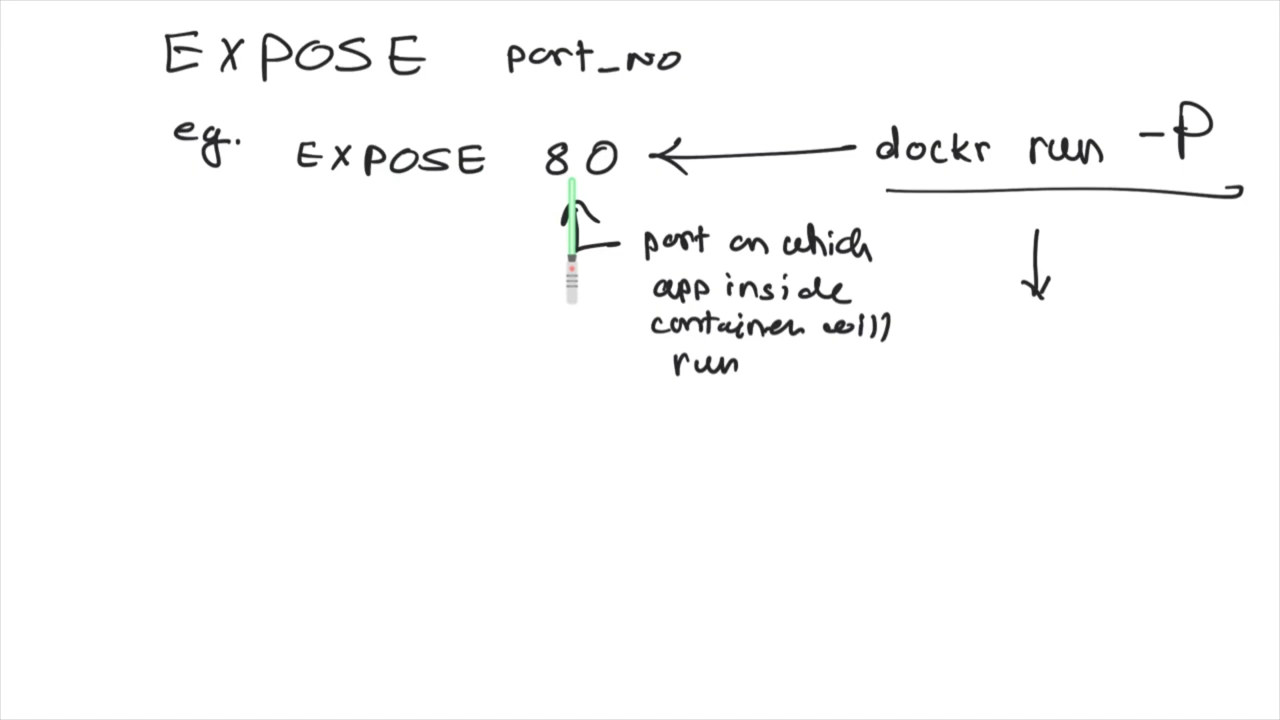 EXPOSE port_NO
eg. EXPOSE 80 ← dockr run -P
port on which
app inside
container will
run